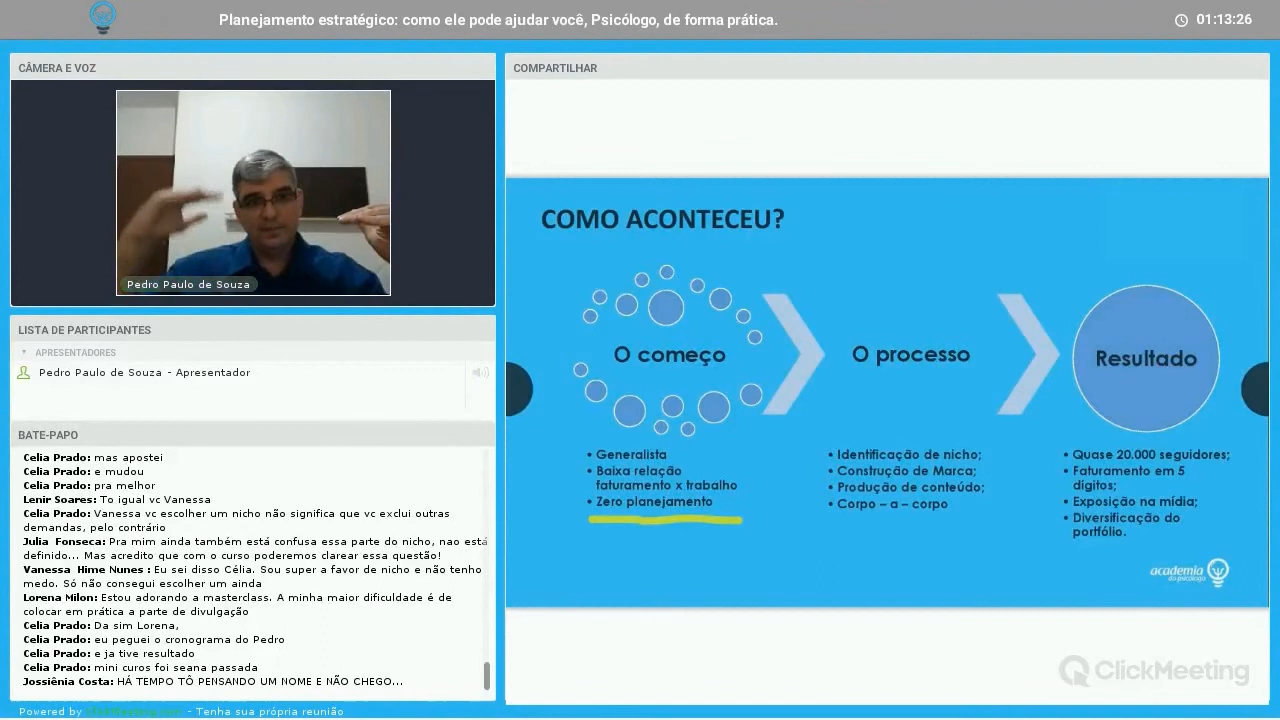 Planejamento estratégico: como ele pode ajudar você, Psicólogo, de forma prática.
01:13:26
CÂMERA E VOZ
Pedro Paulo de Souza
LISTA DE PARTICIPANTES
APRESENTADORES
Pedro Paulo de Souza - Apresentador
BATE-PAPO
Celia Prado: mas apostei
Celia Prado: e mudou
Celia Prado: pra melhor
Lenir Soares: To igual vc Vanessa
Celia Prado: Vanessa vc escolher um nicho não significa que vc exclui outras
demandas, pelo contrário
Julia Fonseca: Pra mim ainda também está confusa essa parte do nicho, nao está
definido... Mas acredito que com o curso poderemos clarear essa questão!
Vanessa Hime Nunes : Eu sei disso Célia. Sou super a favor de nicho e não tenho
medo. Só não consegui escolher um ainda
Lorena Milon: Estou adorando a masterclass. A minha maior dificuldade é de
colocar em prática a parte de divulgação
Celia Prado: Da sim Lorena,
Celia Prado: eu peguei o cronograma do Pedro
Celia Prado: e ja tive resultado
Celia Prado: mini curos foi seana passada
Jossiênia Costa: HÁ TEMPO TÔ PENSANDO UM NOME E NÃO CHEGO...
Powered by ClickMeeting.com - Tenha sua própria reunião
COMPARTILHAR
COMO ACONTECEU?
O começo
• Generalista
• Baixa relação
faturamento x trabalho
• Zero planejamento
O processo
• Identificação de nicho;
• Construção de Marca;
• Produção de conteúdo;
• Corpo – a – corpo
Resultado
• Quase 20.000 seguidores;
• Faturamento em 5
dígitos;
• Exposição na mídia;
• Diversificação do
portfólio.
academia
do psicólogo
ClickMeeting